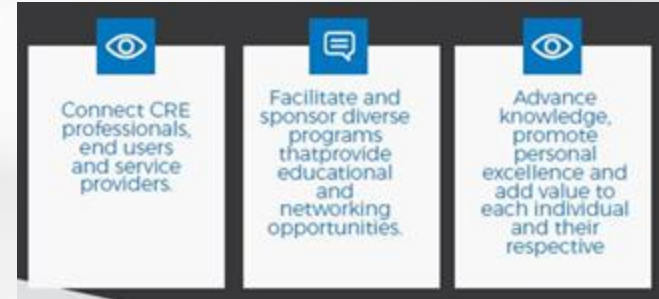 Connect CRE
professionals,
end users
and service
providers.
Facilitate and
sponsor diverse
programs
thatprovide
educational
and
networking
opportunities.
Advance
knowledge,
promote
personal
excellence and
add value to
each individual
and their
respective